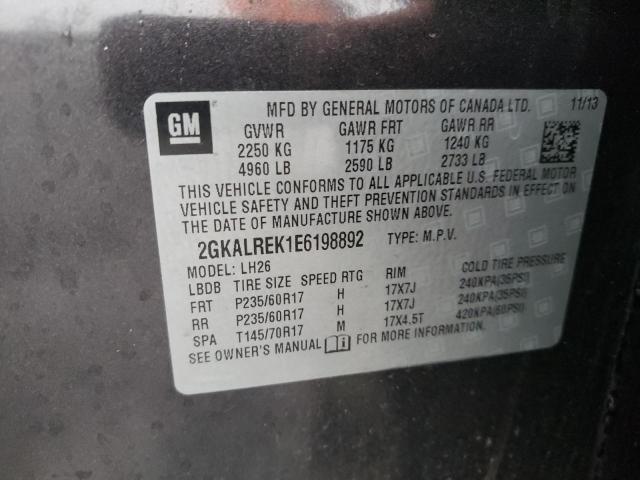 GM
MFD BY GENERAL MOTORS OF CANADA LTD. 11/13
GVWR GAWR FRT GAWR RR
2250 KG 1175 KG 1240 KG
4960 LB 2590 LB 2733 LB
THIS VEHICLE CONFORMS TO ALL APPLICABLE U.S. FEDERAL MOTOR
VEHICLE SAFETY AND THEFT PREVENTION STANDARDS IN EFFECT ON
THE DATE OF MANUFACTURE SHOWN ABOVE.
2GKALREK1E6198892 TYPE: M.P.V.
MODEL: LH26
LBDB TIRE SIZE SPEED RTG RIM COLD TIRE PRESSURE
FRT P235/60R17 H 17X7J 240KPA(35PSI)
RR P235/60R17 H 17X7J 240KPA(35PSI)
SPA T145/70R17 M 17X4.5T 420KPA(60PSI)
SEE OWNER'S MANUAL FOR MORE INFORMATION.